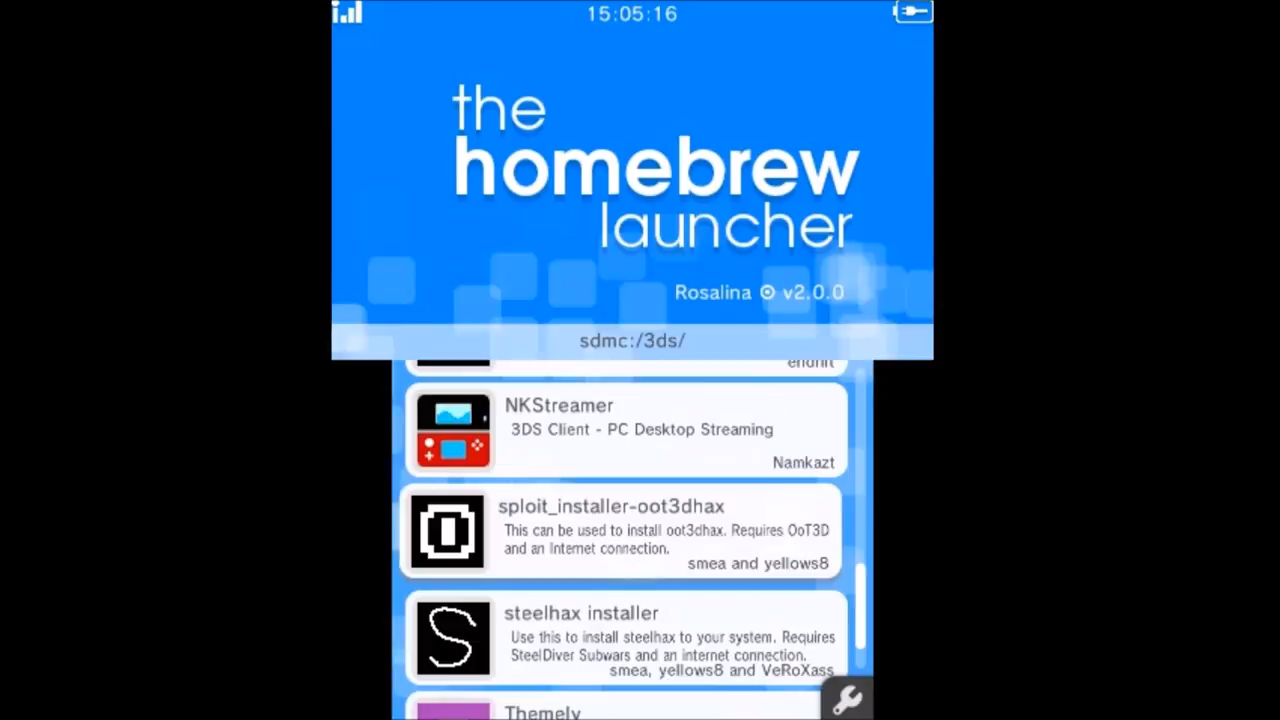 15:05:16
the
homebrew
launcher
Rosalina v2.0.0
sdmc:/3ds/
endrift
NKStreamer
3DS Client - PC Desktop Streaming
Namkazt
sploit_installer-oot3dhax
This can be used to install oot3dhax. Requires OoT3D
and an Internet connection.
smea and yellows8
steelhax installer
Use this to install steelhax to your system. Requires
SteelDiver Subwars and an internet connection.
smea, yellows8 and VeRoXass
Themely